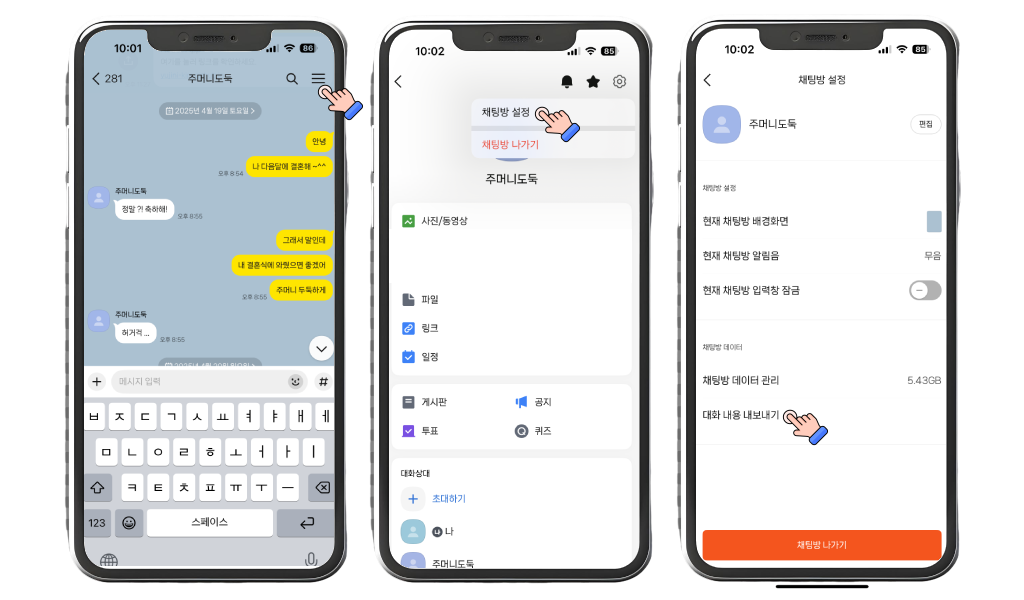 10:01
86
281
주머니도둑
2025년 4월 19일 토요일 >
안녕
나 다음달에 결혼해 ~^^
오후 8:54
주머니도둑
정말 ?! 축하해!
오후 8:55
그래서 말인데
내 결혼식에 와줬으면 좋겠어
주머니 두둑하게
오후 8:55
주머니도둑
허거걱 ...
오후 8:55
메시지 입력
#
ㅂ ㅈ ㄷ ㄱ ㅅ ㅛ ㅕ ㅑ ㅐ ㅔ
ㅁ ㄴ ㅇ ㄹ ㅎ ㅗ ㅓ ㅏ ㅣ
ㅋ ㅌ ㅊ ㅍ ㅠ ㅜ ㅡ
123
스페이스
10:02
85
채팅방 설정
채팅방 나가기
주머니도둑
사진/동영상
파일
링크
일정
게시판
공지
투표
퀴즈
대화상대
초대하기
나 나
주머니도둑
10:02
85
채팅방 설정
주머니도둑
편집
채팅방 설정
현재 채팅방 배경화면
현재 채팅방 알림음
무음
현재 채팅방 입력창 잠금
채팅방 데이터
채팅방 데이터 관리
5.43GB
대화 내용 내보내기
채팅방 나가기